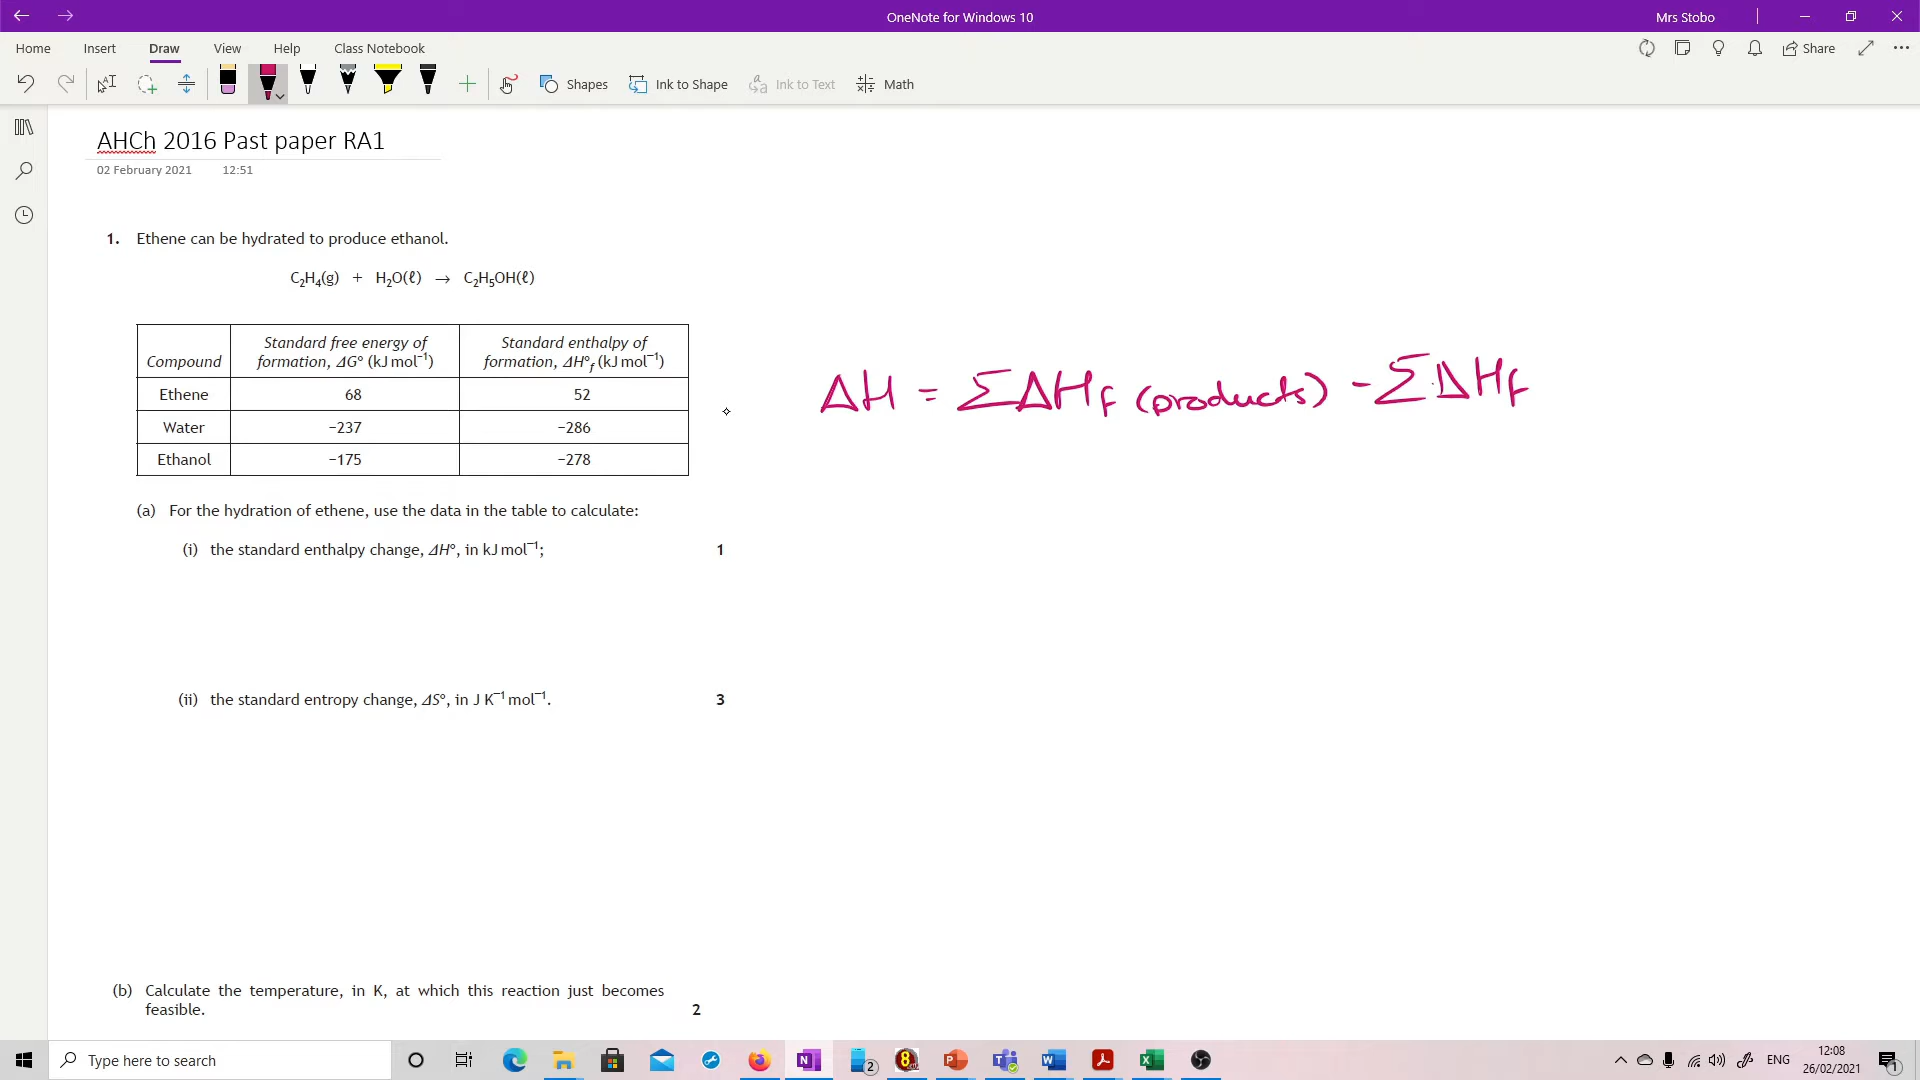 OneNote for Windows 10
Mrs Stobo
Home Insert Draw View Help Class Notebook
Share
Shapes Ink to Shape Ink to Text Math
AHCh 2016 Past paper RA1
02 February 2021 12:51
1. Ethene can be hydrated to produce ethanol.
C₂H₄(g) + H₂O(ℓ) → C₂H₅OH(ℓ)
Compound Standard free energy of formation, ΔG° (kJ mol⁻¹) Standard enthalpy of formation, ΔH°f (kJ mol⁻¹)
Ethene 68 52
Water −237 −286
Ethanol −175 −278
ΔH = ΣΔHf (products) - ΣΔHf
(a) For the hydration of ethene, use the data in the table to calculate:
(i) the standard enthalpy change, ΔH°, in kJ mol⁻¹; 1
(ii) the standard entropy change, ΔS°, in J K⁻¹ mol⁻¹. 3
(b) Calculate the temperature, in K, at which this reaction just becomes
feasible. 2
Type here to search
2
8
ENG
12:08
26/02/2021
1